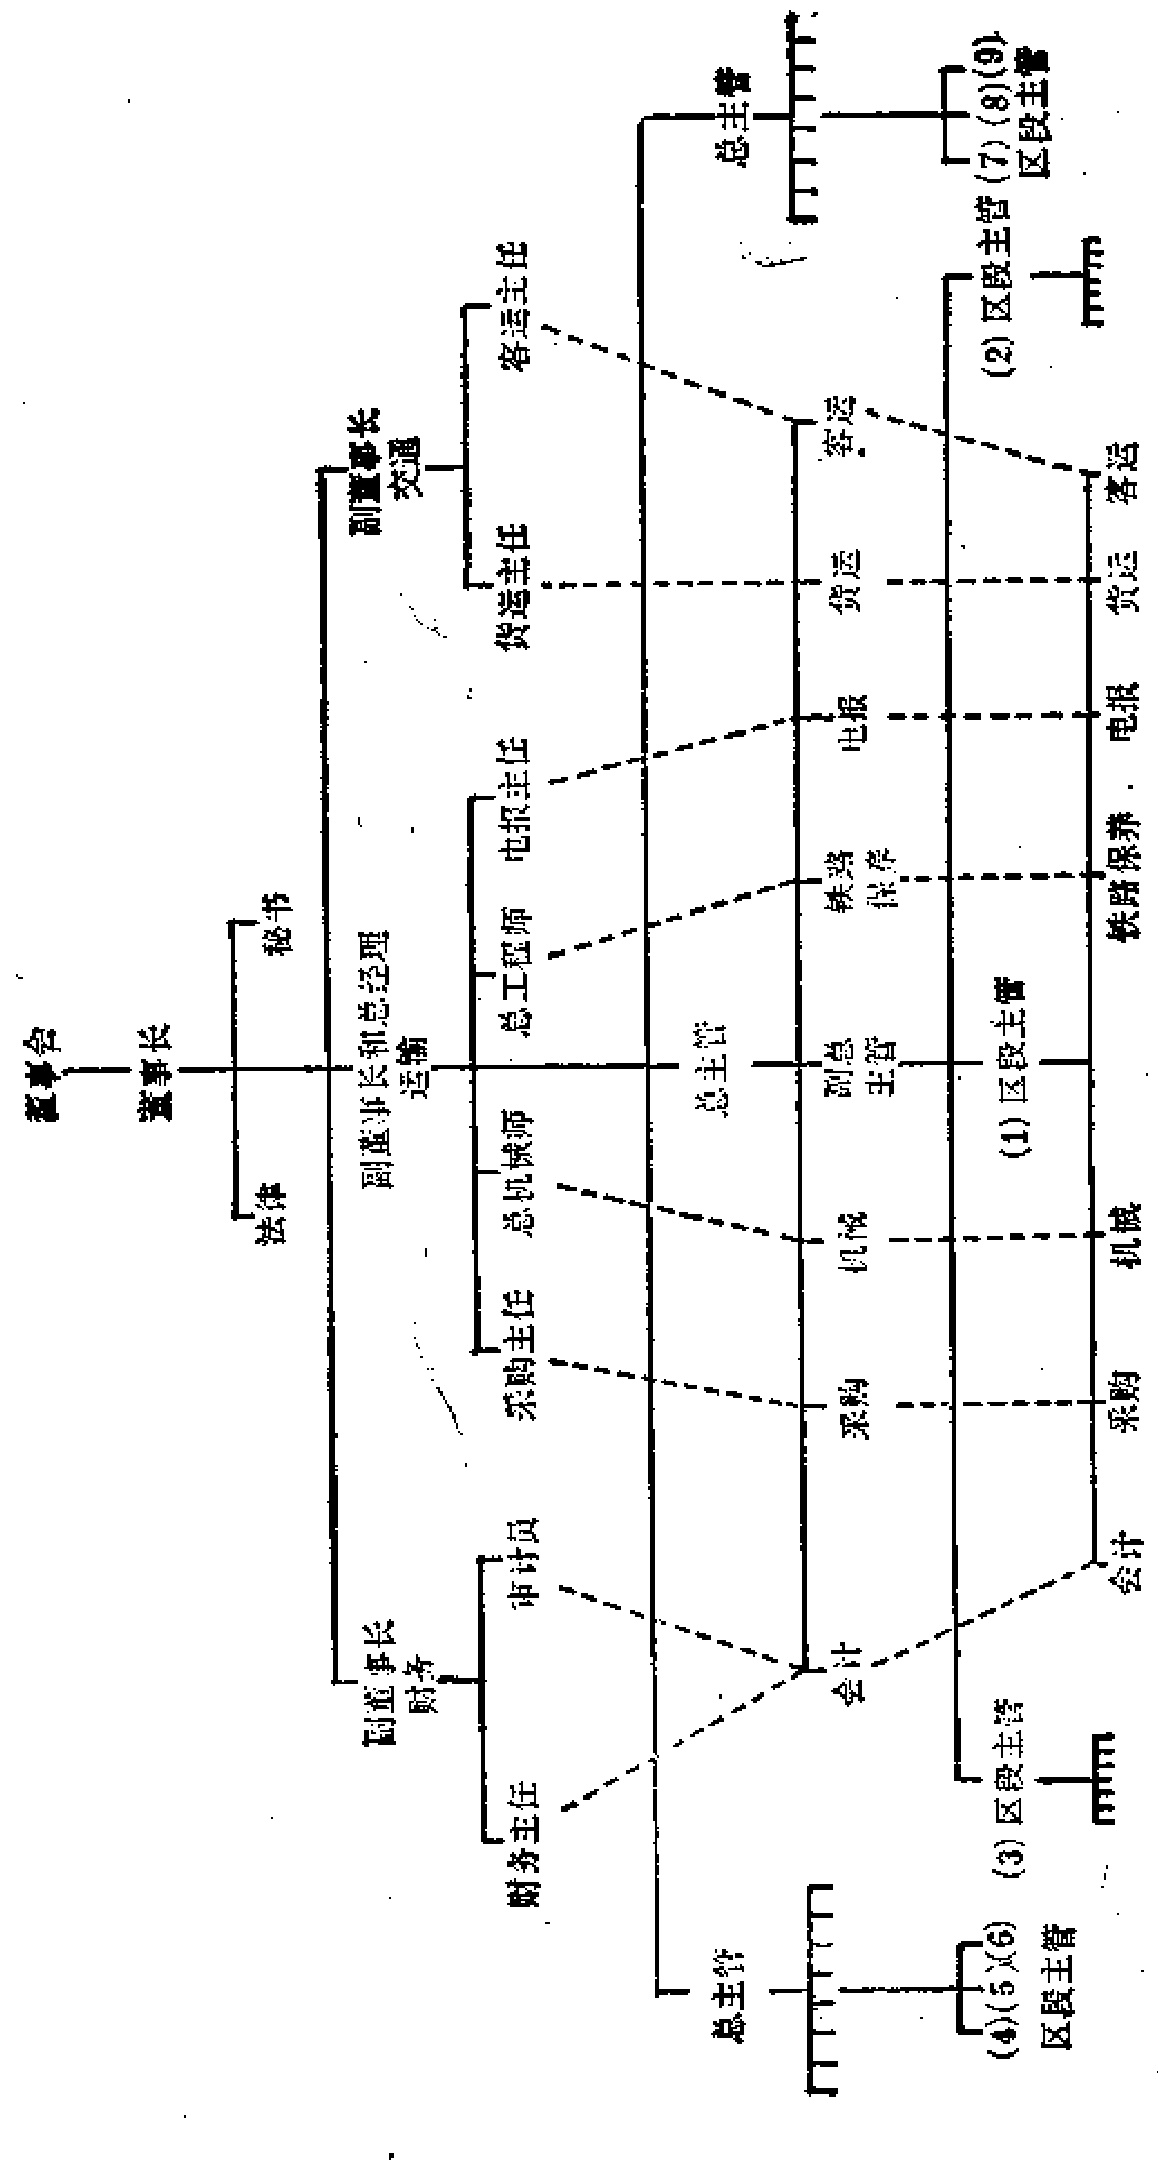 董事会
董事长
法律
秘书
副董事长
财务
副董事长和总经理
运输
副董事长
交通
财务主任
审计员
采购主任
总机械师
总工程师
电报主任
货运主任
客运主任
总主管
总主管
总主管
会计
采购
机械
副总
主管
铁路
保养
电报
货运
客运
(4)(5)(6)
区段主管
(3) 区段主管
(1) 区段主管
(2) 区段主管
(7)(8)(9)
区段主管
会计
采购
机械
铁路保养
电报
货运
客运